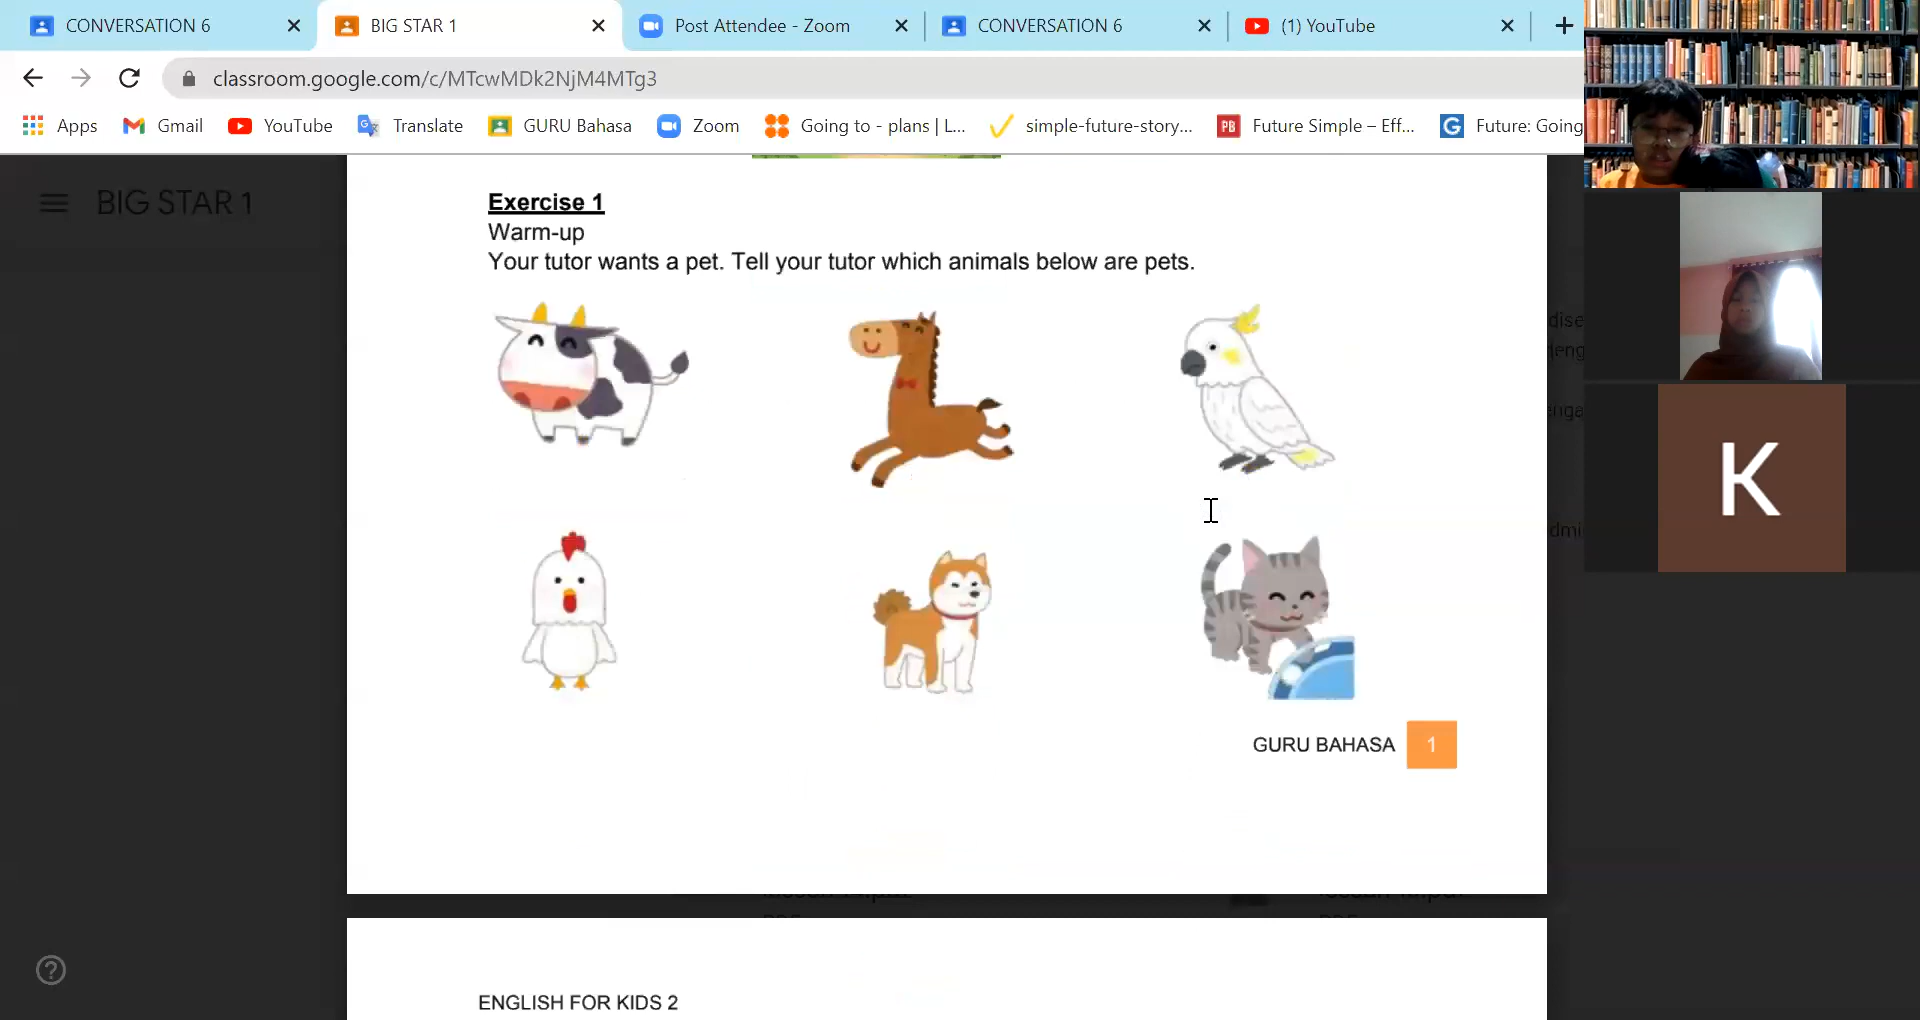 CONVERSATION 6
BIG STAR 1
Post Attendee - Zoom
CONVERSATION 6
(1) YouTube
classroom.google.com/c/MTcwMDk2NjM4MTg3
Apps
Gmail
YouTube
Translate
GURU Bahasa
Zoom
Going to - plans | L...
simple-future-story...
PB
Future Simple – Eff...
G
Future: Going
BIG STAR 1
Exercise 1
Warm-up
Your tutor wants a pet. Tell your tutor which animals below are pets.
K
GURU BAHASA 1
ENGLISH FOR KIDS 2